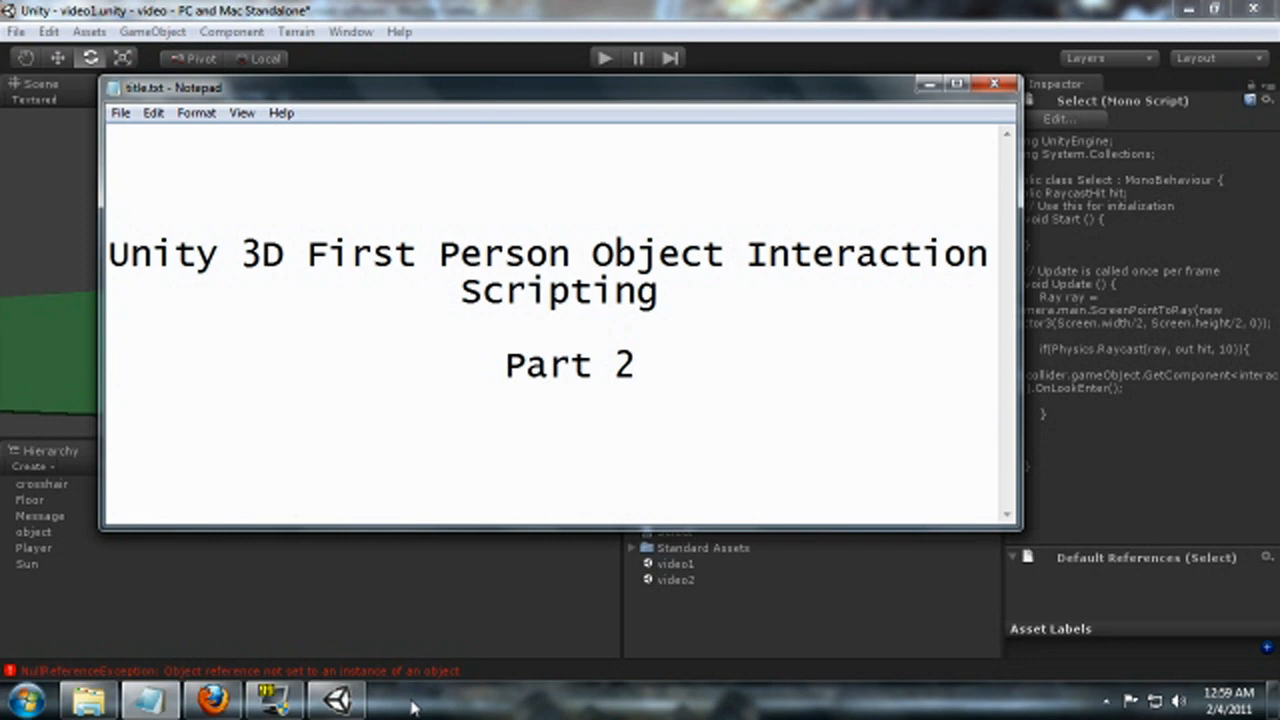 Unity - video1.unity - video - PC and Mac Standalone*
File Edit Assets GameObject Component Terrain Window Help
Pivot Local Layers Layout
Scene
Textured
title.txt - Notepad
File Edit Format View Help
Unity 3D First Person Object Interaction
Scripting
Part 2
Inspector
Select (Mono Script)
Edit...
ng UnityEngine;
ng System.Collections;
blic class Select : MonoBehaviour {
blic RaycastHit hit;
// Use this for initialization
void Start () {
}
// Update is called once per frame
void Update () {
Ray ray =
mera.main.ScreenPointToRay(new
ctor3(Screen.width/2, Screen.height/2, 0));
if(Physics.Raycast(ray, out hit, 10)){
collider.gameObject.GetComponent<interac
).OnLookEnter();
}
}
Hierarchy
Create
crosshair
Floor
Message
object
Player
Sun
Standard Assets
video1
video2
Default References (Select)
Asset Labels
NullReferenceException: Object reference not set to an instance of an object
12:59 AM
2/4/2011